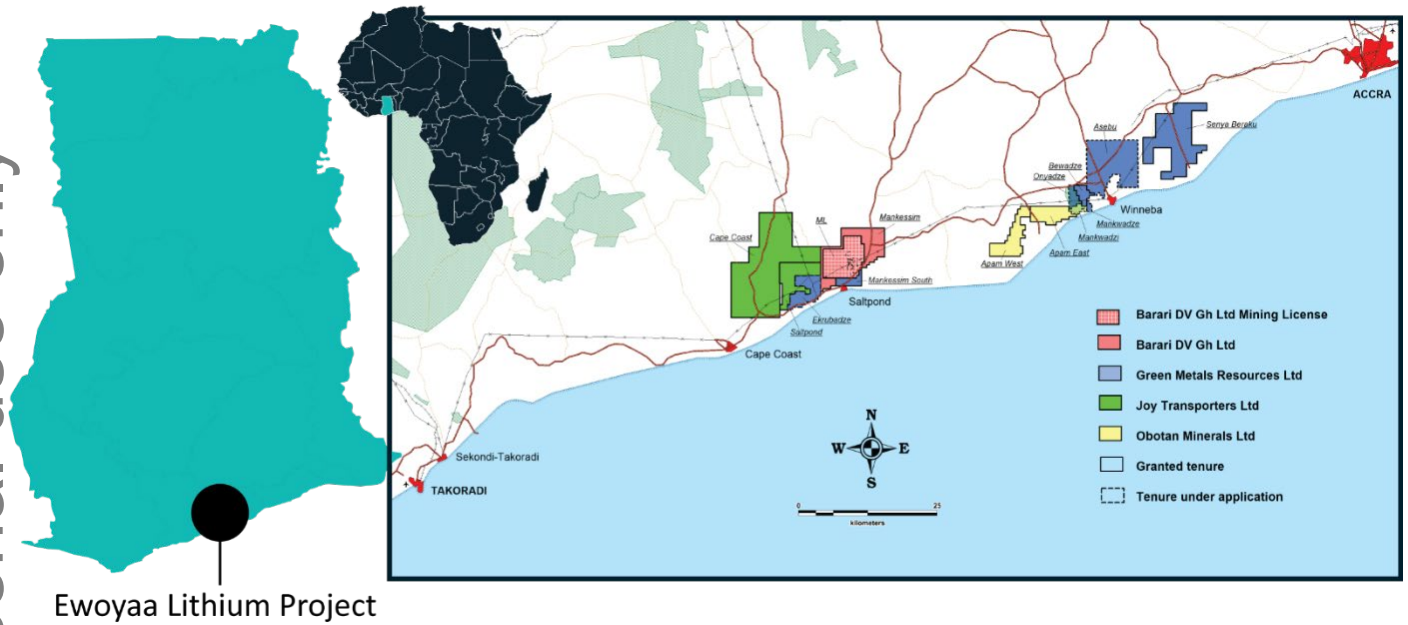 Ewoyaa Lithium Project
ACCRA
Senya Beraku
Asebu
Bewadze
Onyadze
Winneba
Mankwadze
Mankwadzi
Apam East
Apam West
Mankessim
ML
Cape Coast
Mankessim South
Saltpond
Ekrubadze
Saltpond
Cape Coast
Sekondi-Takoradi
TAKORADI
N
W E
S
0 25
kilometers
Barari DV Gh Ltd Mining License
Barari DV Gh Ltd
Green Metals Resources Ltd
Joy Transporters Ltd
Obotan Minerals Ltd
Granted tenure
Tenure under application